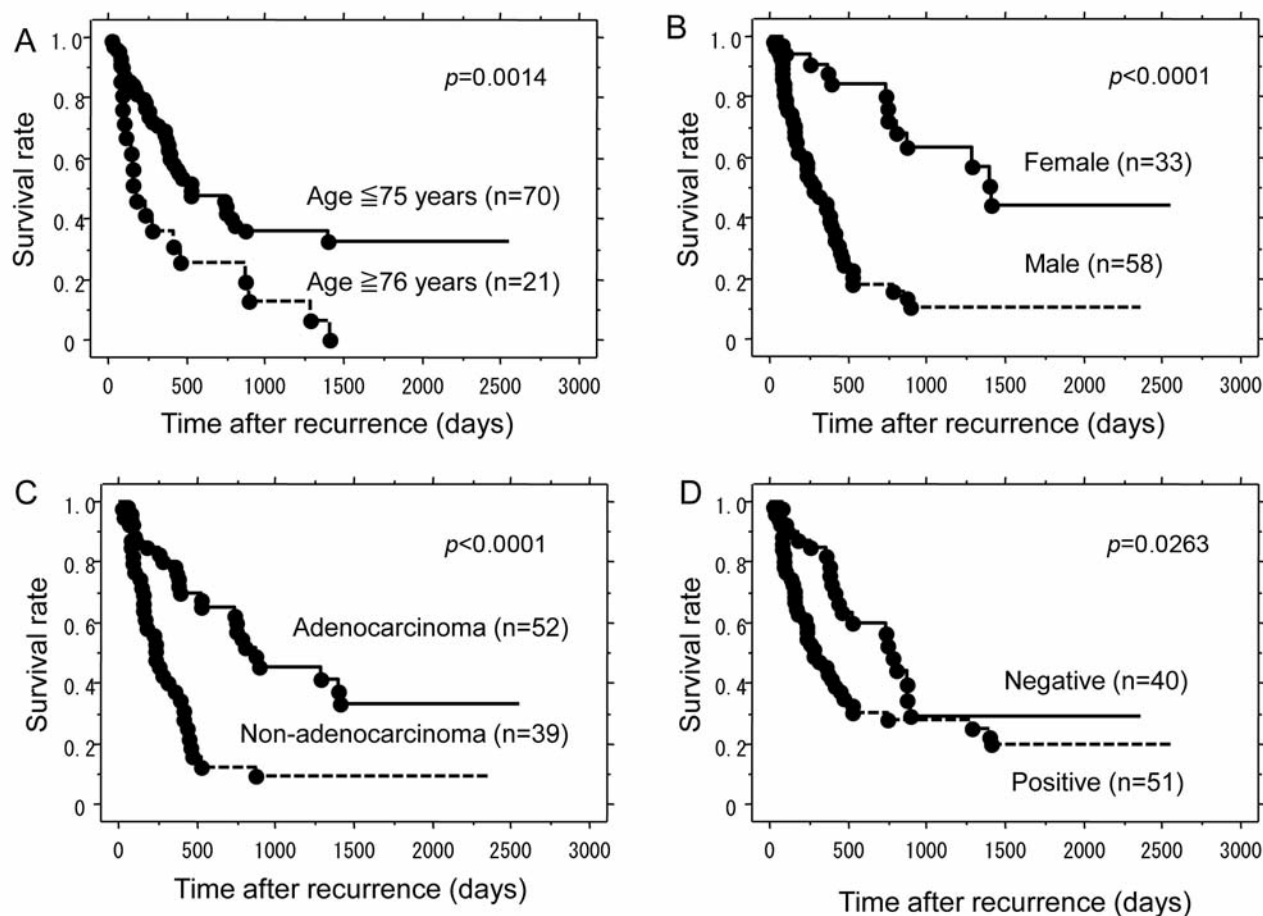 A
1.0
0.8
0.6
0.4
0.2
0
Survival rate
p=0.0014
Age ≦75 years (n=70)
Age ≧76 years (n=21)
0 500 1000 1500 2000 2500 3000
Time after recurrence (days)
B
1.0
0.8
0.6
0.4
0.2
0
Survival rate
p<0.0001
Female (n=33)
Male (n=58)
0 500 1000 1500 2000 2500 3000
Time after recurrence (days)
C
1.0
0.8
0.6
0.4
0.2
0
Survival rate
p<0.0001
Adenocarcinoma (n=52)
Non-adenocarcinoma (n=39)
0 500 1000 1500 2000 2500 3000
Time after recurrence (days)
D
1.0
0.8
0.6
0.4
0.2
0
Survival rate
p=0.0263
Negative (n=40)
Positive (n=51)
0 500 1000 1500 2000 2500 3000
Time after recurrence (days)